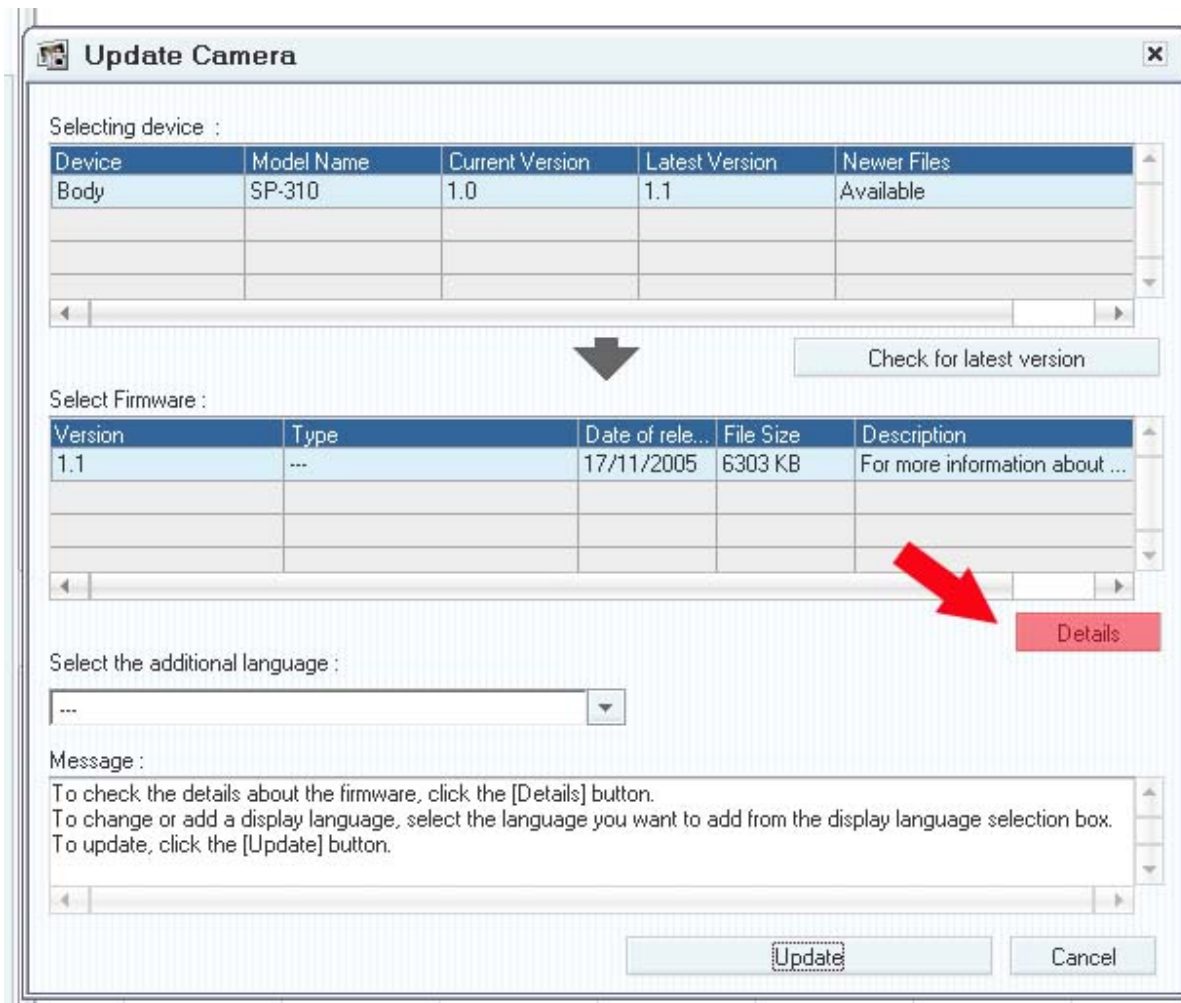 Update Camera
Selecting device :
Device Model Name Current Version Latest Version Newer Files
Body SP-310 1.0 1.1 Available
Check for latest version
Select Firmware :
Version Type Date of rele... File Size Description
1.1 --- 17/11/2005 6303 KB For more information about ...
Details
Select the additional language :
---
Message :
To check the details about the firmware, click the [Details] button.
To change or add a display language, select the language you want to add from the display language selection box.
To update, click the [Update] button.
Update Cancel